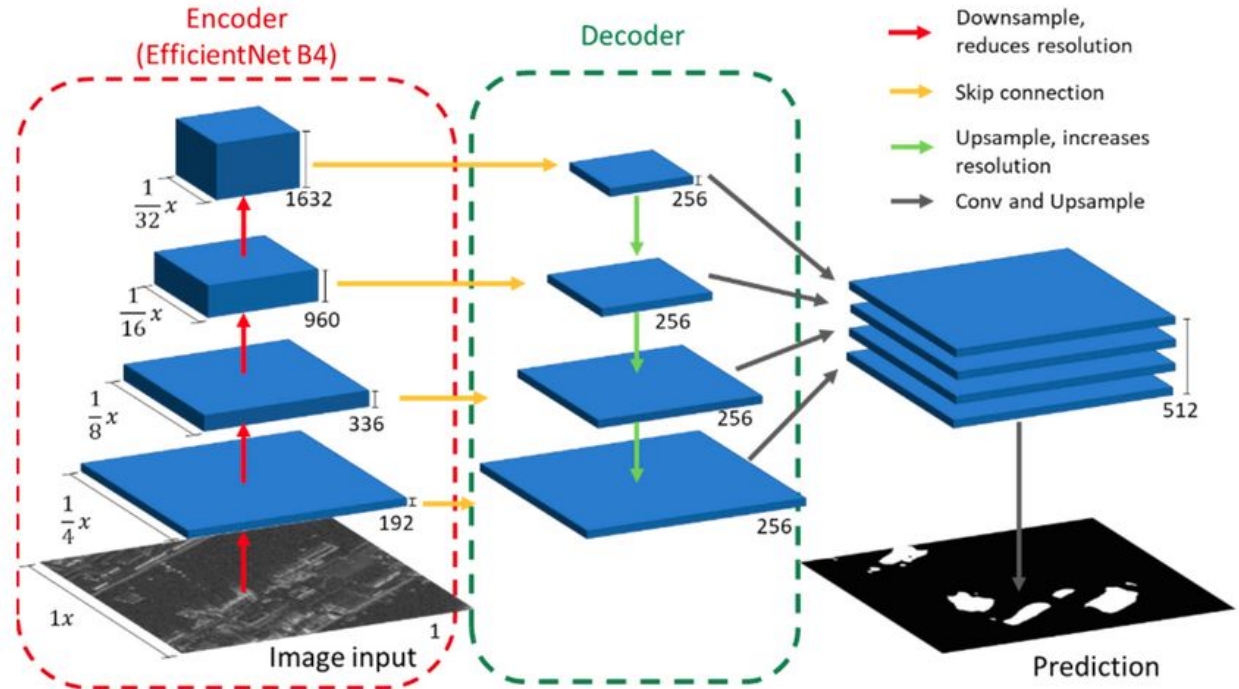 Encoder
(EfficientNet B4)
Decoder
Downsample,
reduces resolution
Skip connection
Upsample, increases
resolution
Conv and Upsample
1/32 x
1632
256
1/16 x
960
256
1/8 x
336
256
512
1/4 x
192
256
1x
1
Image input
Prediction